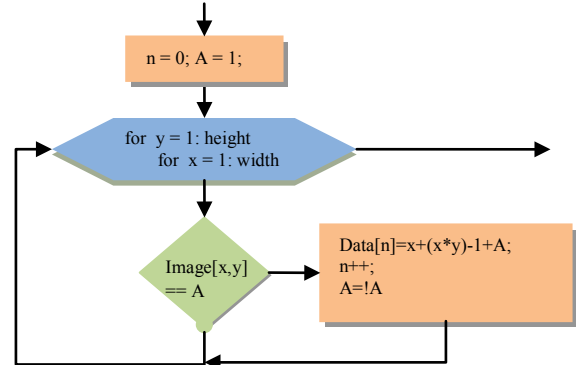 n = 0; A = 1;
for y = 1: height
for x = 1: width
Image[x,y]
== A
Data[n]=x+(x*y)-1+A;
n++;
A=!A